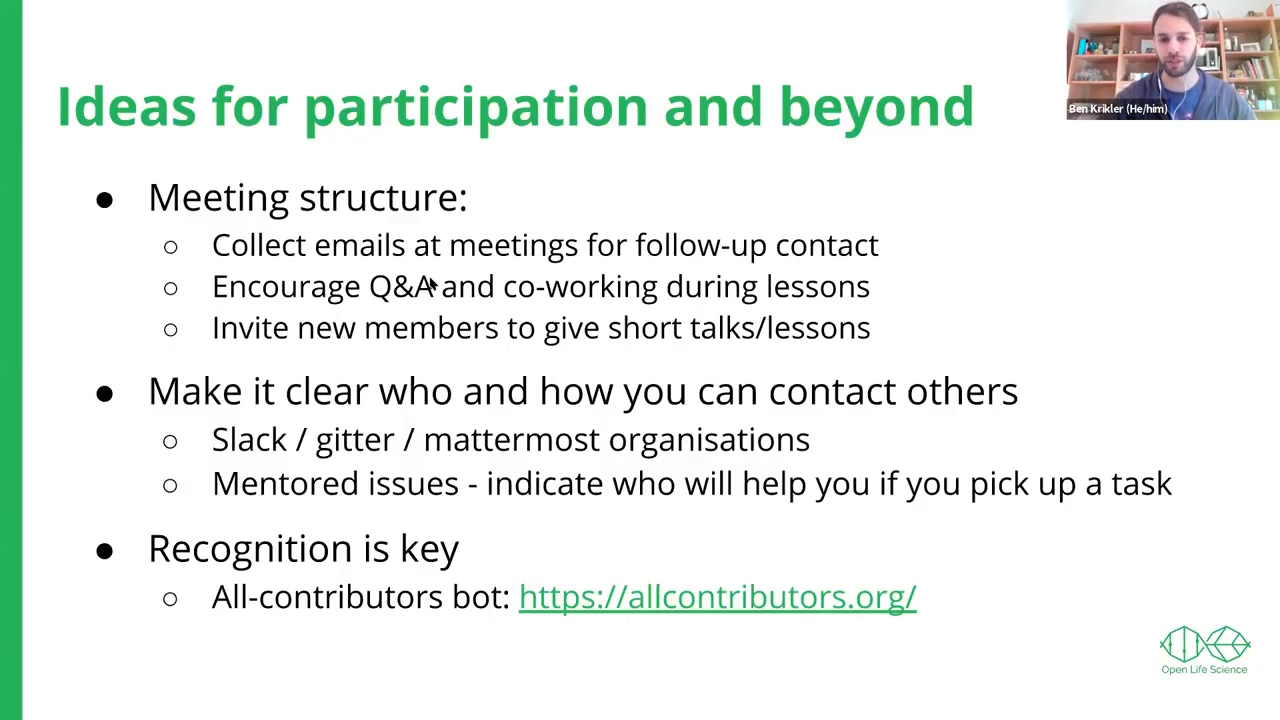 Ideas for participation and beyond
Ben Krikler (He/him)
● Meeting structure:
○ Collect emails at meetings for follow-up contact
○ Encourage Q&A and co-working during lessons
○ Invite new members to give short talks/lessons
● Make it clear who and how you can contact others
○ Slack / gitter / mattermost organisations
○ Mentored issues - indicate who will help you if you pick up a task
● Recognition is key
○ All-contributors bot: https://allcontributors.org/
Open Life Science